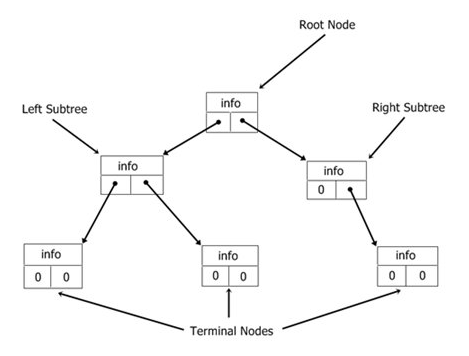 Root Node
info
Left Subtree
Right Subtree
info
info
0
info
0 0
info
0 0
info
0 0
Terminal Nodes